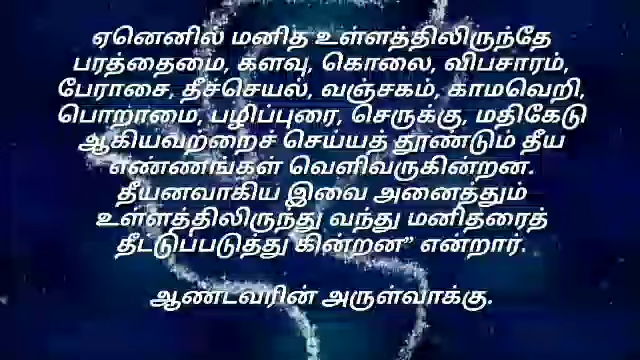 ஏனெனில் மனித உள்ளத்திலிருந்தே
பரத்தைமை, களவு, கொலை, விபசாரம்,
பேராசை, தீச்செயல், வஞ்சகம், காமவெறி,
பொறாமை, பழிப்புரை, செருக்கு, மதிகேடு
ஆகியவற்றைச் செய்யத் தூண்டும் தீய
எண்ணங்கள் வெளிவருகின்றன.
தீயனவாகிய இவை அனைத்தும்
உள்ளத்திலிருந்து வந்து மனிதரைத்
தீட்டுப்படுத்து கின்றன” என்றார்.
ஆண்டவரின் அருள்வாக்கு.